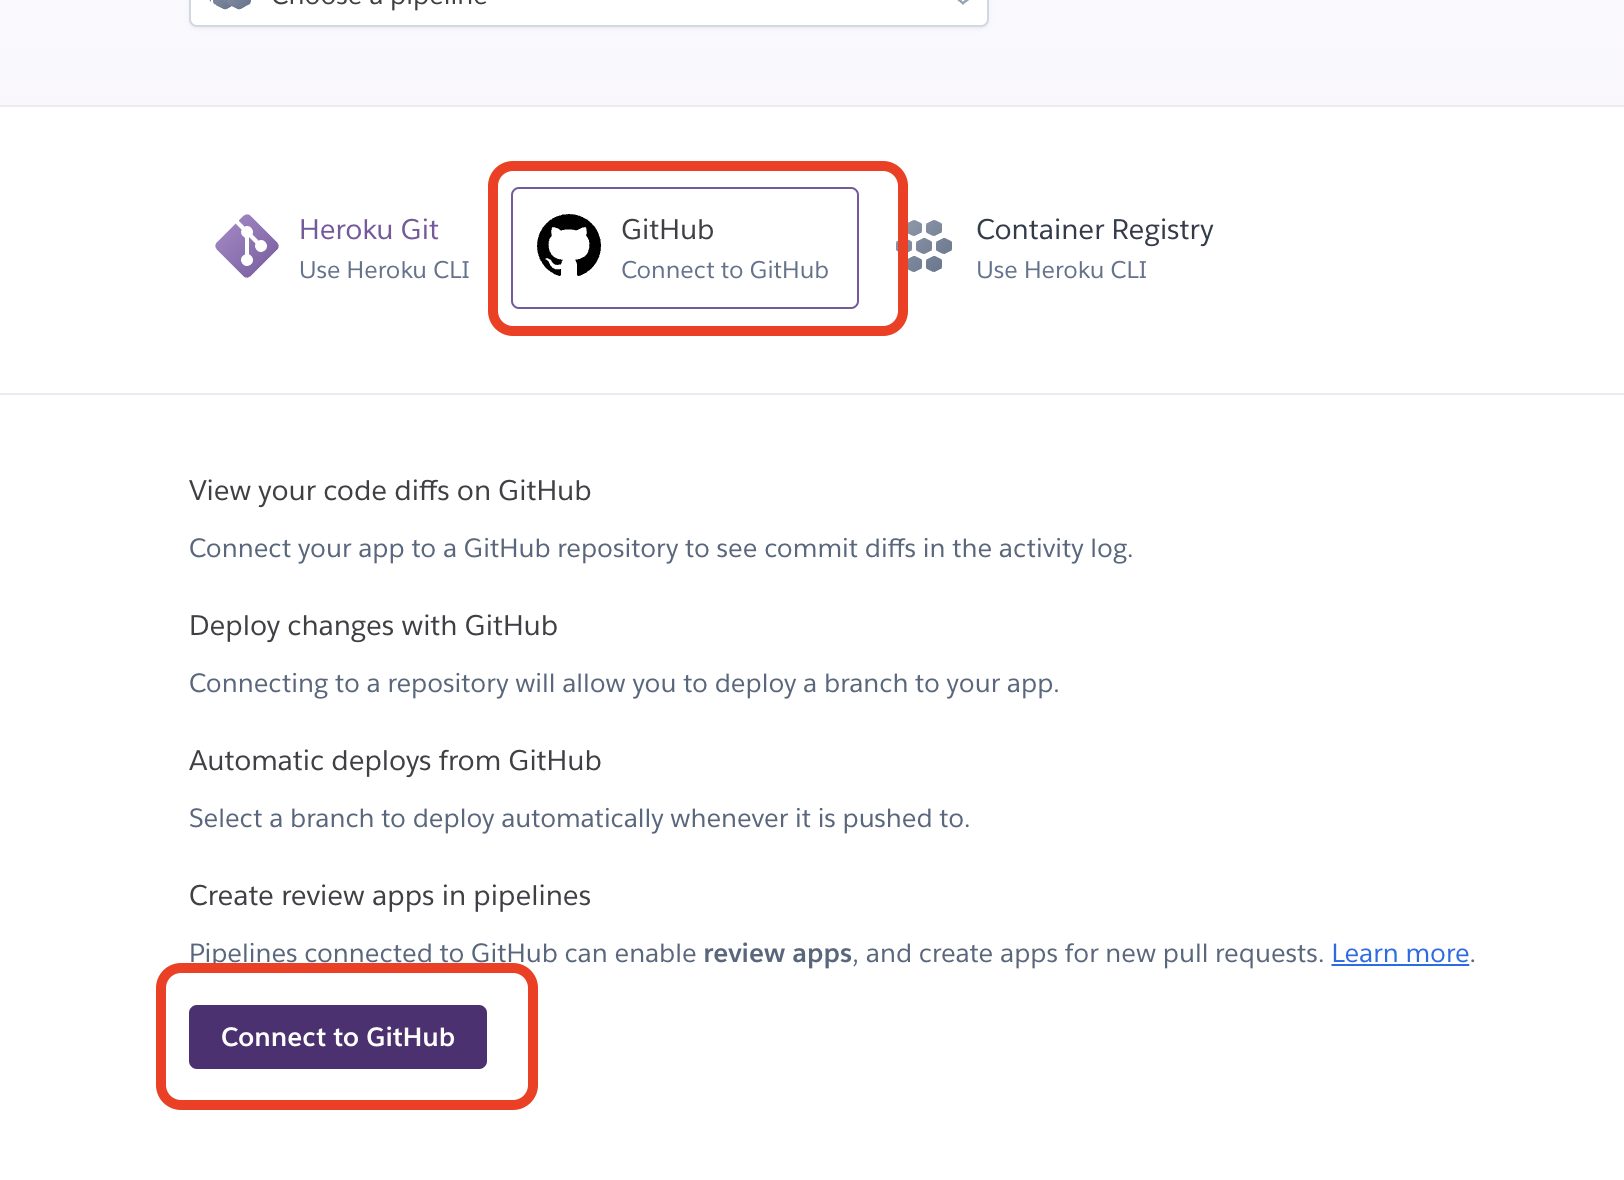 Choose a pipeline
Heroku Git
Use Heroku CLI
GitHub
Connect to GitHub
Container Registry
Use Heroku CLI
View your code diffs on GitHub
Connect your app to a GitHub repository to see commit diffs in the activity log.
Deploy changes with GitHub
Connecting to a repository will allow you to deploy a branch to your app.
Automatic deploys from GitHub
Select a branch to deploy automatically whenever it is pushed to.
Create review apps in pipelines
Pipelines connected to GitHub can enable review apps, and create apps for new pull requests. Learn more.
Connect to GitHub